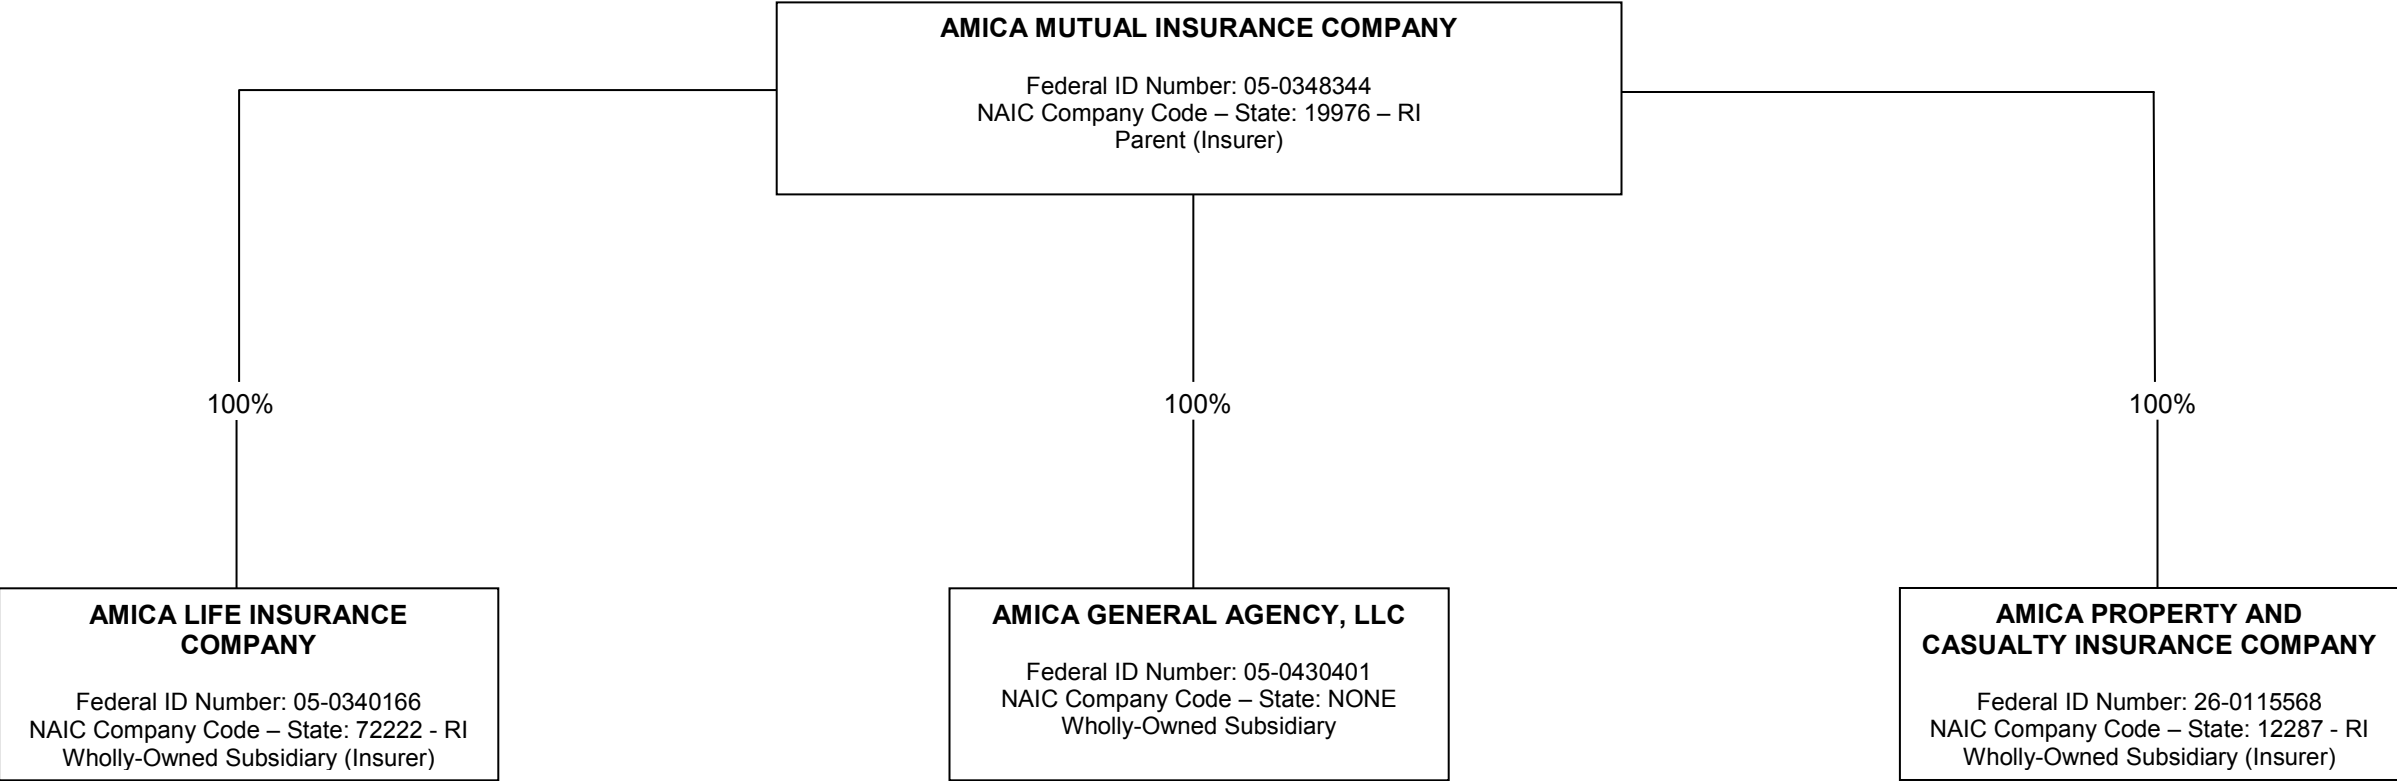 AMICA MUTUAL INSURANCE COMPANY
Federal ID Number: 05-0348344
NAIC Company Code – State: 19976 – RI
Parent (Insurer)
100%
100%
100%
AMICA LIFE INSURANCE
COMPANY
Federal ID Number: 05-0340166
NAIC Company Code – State: 72222 - RI
Wholly-Owned Subsidiary (Insurer)
AMICA GENERAL AGENCY, LLC
Federal ID Number: 05-0430401
NAIC Company Code – State: NONE
Wholly-Owned Subsidiary
AMICA PROPERTY AND
CASUALTY INSURANCE COMPANY
Federal ID Number: 26-0115568
NAIC Company Code – State: 12287 - RI
Wholly-Owned Subsidiary (Insurer)